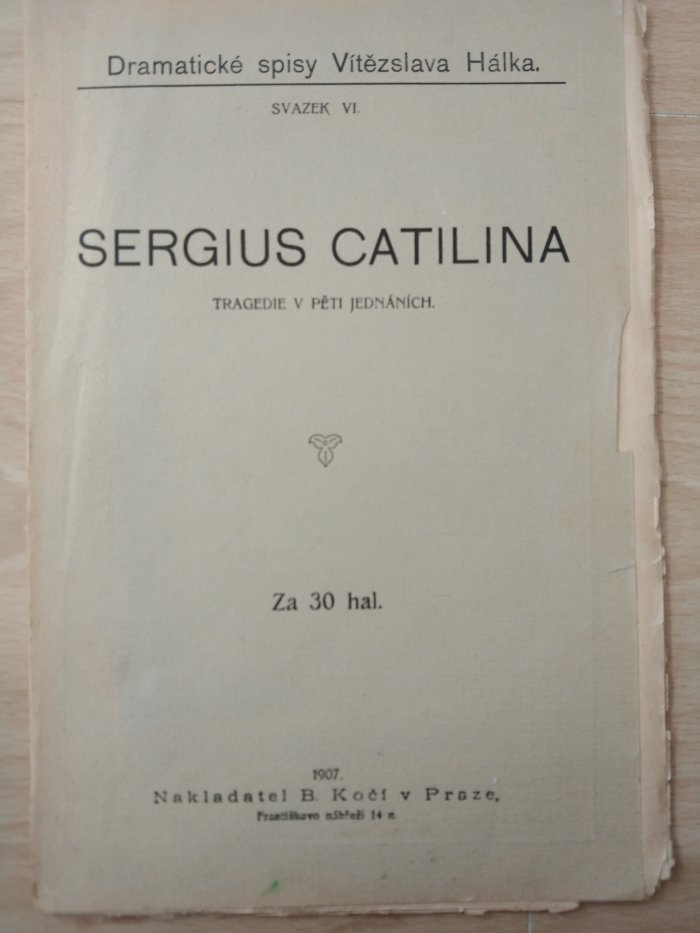 Dramatické spisy Vítězslava Hálka.
SVAZEK VI.
SERGIUS CATILINA
TRAGEDIE V PĚTI JEDNÁNÍCH.
Za 30 hal.
1907.
Nakladatel B. Kočí v Praze,
Františkovo nábřeží 14 n.